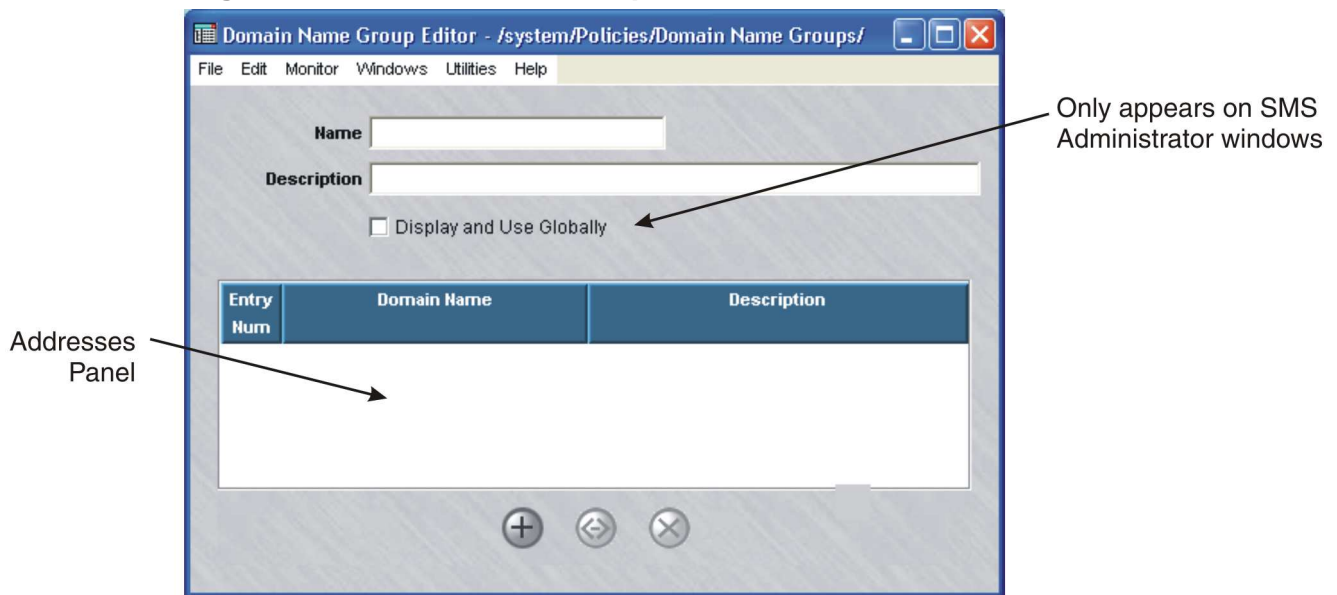 Domain Name Group Editor - /system/Policies/Domain Name Groups/
File Edit Monitor Windows Utilities Help
Name
Only appears on SMS
Administrator windows
Description
Display and Use Globally
Entry
Num
Domain Name
Description
Addresses
Panel